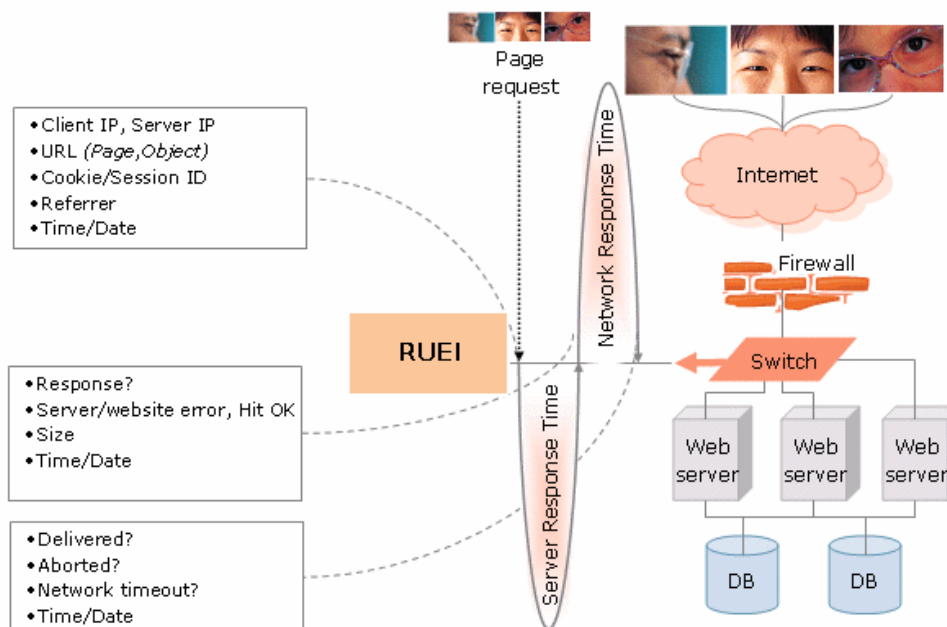 Page
request
• Client IP, Server IP
• URL (Page,Object)
• Cookie/Session ID
• Referrer
• Time/Date
Internet
Network Response Time
Firewall
RUEI
Switch
• Response?
• Server/website error, Hit OK
• Size
• Time/Date
Server Response Time
Web
server
Web
server
Web
server
• Delivered?
• Aborted?
• Network timeout?
• Time/Date
DB
DB